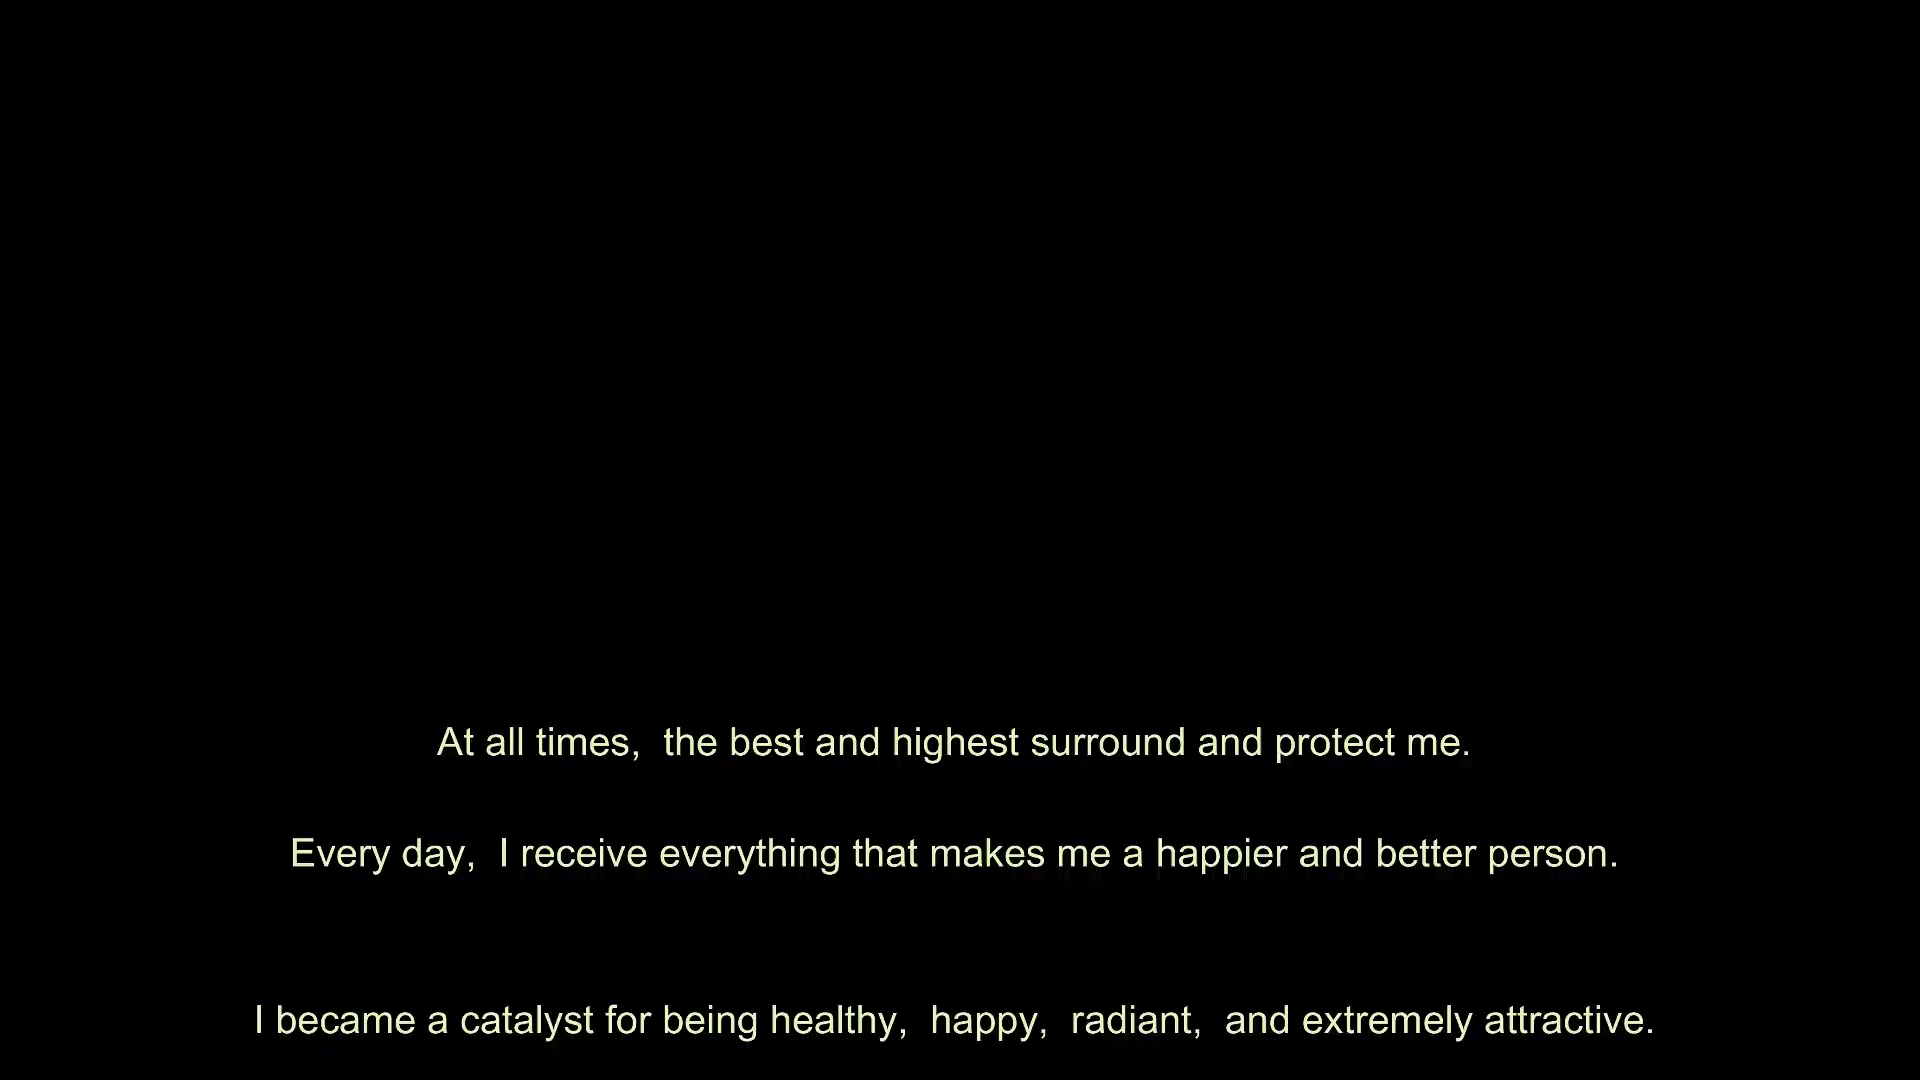 At all times,  the best and highest surround and protect me.
Every day,  I receive everything that makes me a happier and better person.
I became a catalyst for being healthy,  happy,  radiant,  and extremely attractive.